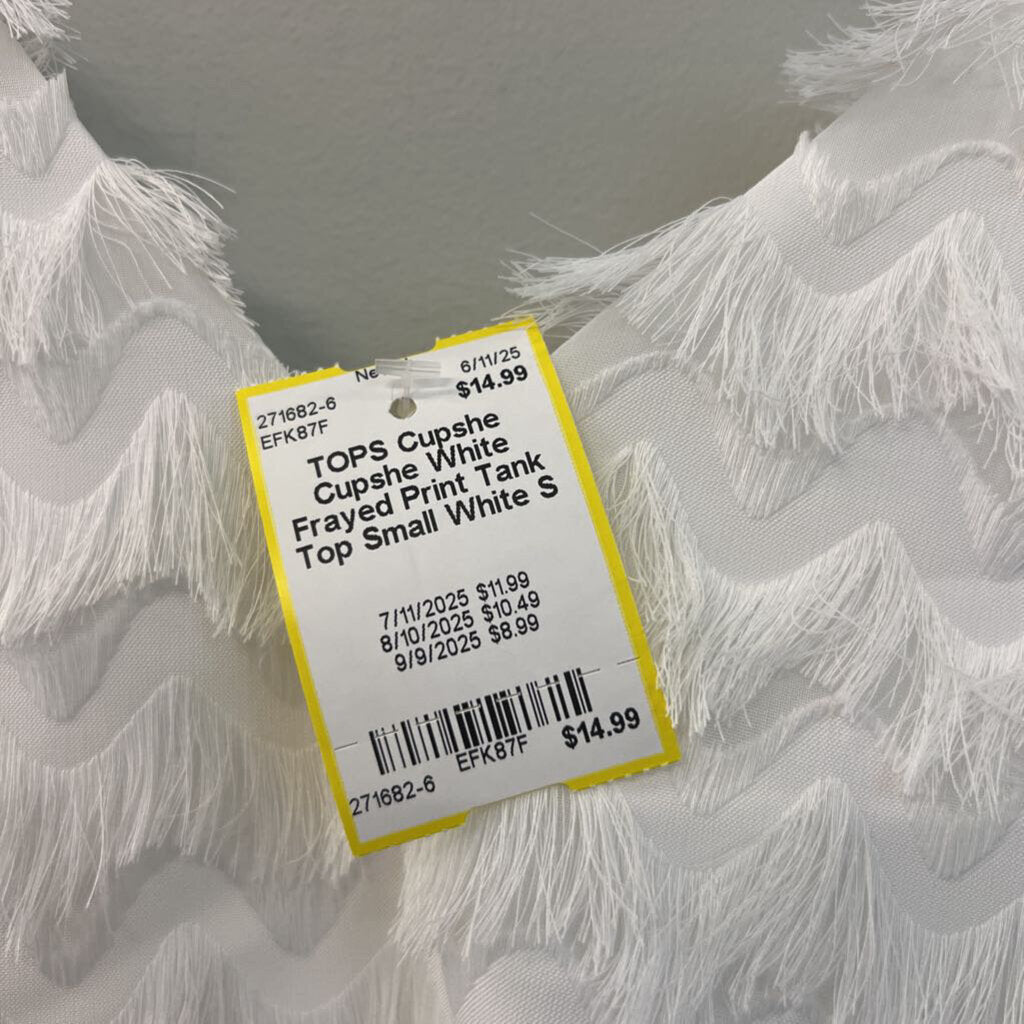 6/11/25
$14.99
271682-6
EFK87F
TOPS Cupshe
Cupshe White
Frayed Print Tank
Top Small White S
7/11/2025 $11.99
8/10/2025 $10.49
9/9/2025 $8.99
EFK87F
$14.99
271682-6